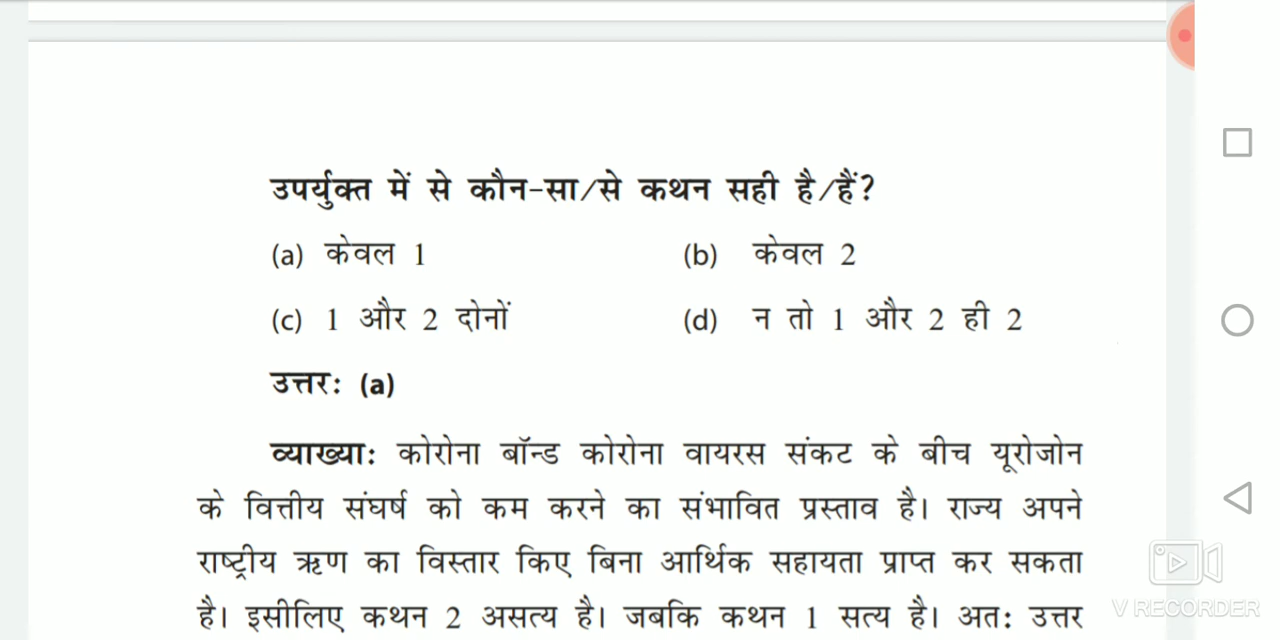 उपर्युक्त में से कौन-सा/से कथन सही है/हैं?
(a) केवल 1 (b) केवल 2
(c) 1 और 2 दोनों (d) न तो 1 और 2 ही 2
उत्तरः (a)
व्याख्याः कोरोना बॉन्ड कोरोना वायरस संकट के बीच यूरोजोन
के वित्तीय संघर्ष को कम करने का संभावित प्रस्ताव है। राज्य अपने
राष्ट्रीय ऋण का विस्तार किए बिना आर्थिक सहायता प्राप्त कर सकता
है। इसीलिए कथन 2 असत्य है। जबकि कथन 1 सत्य है। अतः उत्तर
V RECORDER